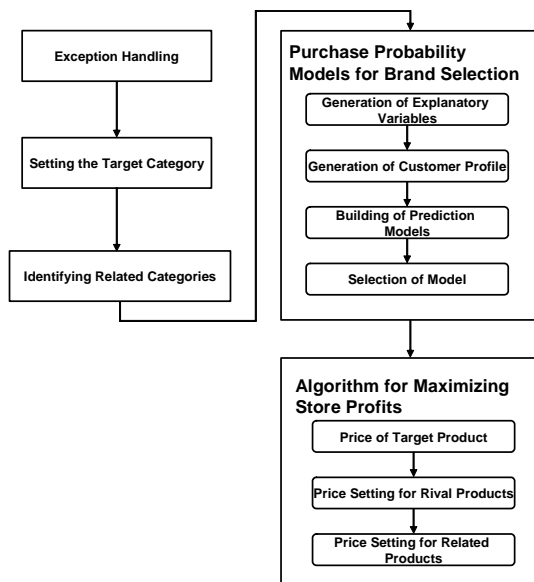 Exception Handling
Setting the Target Category
Identifying Related Categories
Purchase Probability
Models for Brand Selection
Generation of Explanatory
Variables
Generation of Customer Profile
Building of Prediction
Models
Selection of Model
Algorithm for Maximizing
Store Profits
Price of Target Product
Price Setting for Rival Products
Price Setting for Related
Products